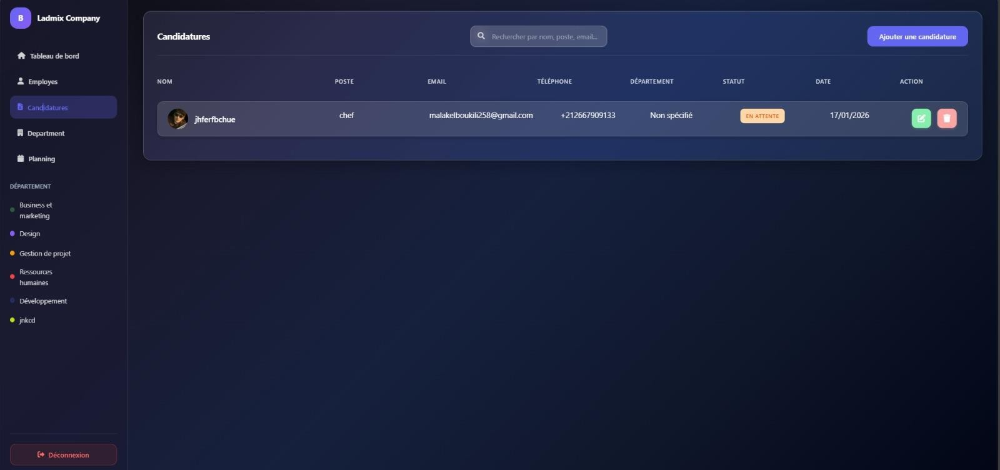 B Ladmix Company
Tableau de bord
Employes
Candidatures
Department
Planning
DÉPARTEMENT
Business et
marketing
Design
Gestion de projet
Ressources
humaines
Développement
jnkcd
Déconnexion
Candidatures
Rechercher par nom, poste, email...
Ajouter une candidature
NOM POSTE EMAIL TÉLÉPHONE DÉPARTEMENT STATUT DATE ACTION
jhferfbchue chef malakelboukili258@gmail.com +212667909133 Non spécifié EN ATTENTE 17/01/2026